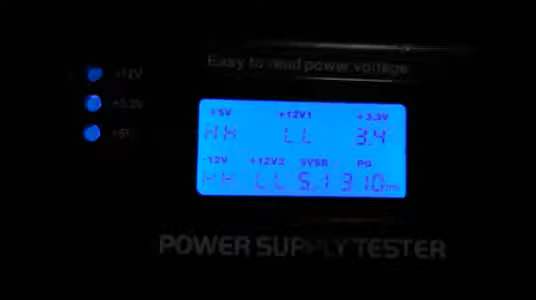 Easy to read power voltage
+12V
+3.3V
+5V
+5V +12V1 +3.3V
HH LL 3.4
-12V +12V2 5VSB PG
HH LL 5.1 310ms
POWER SUPPLY TESTER